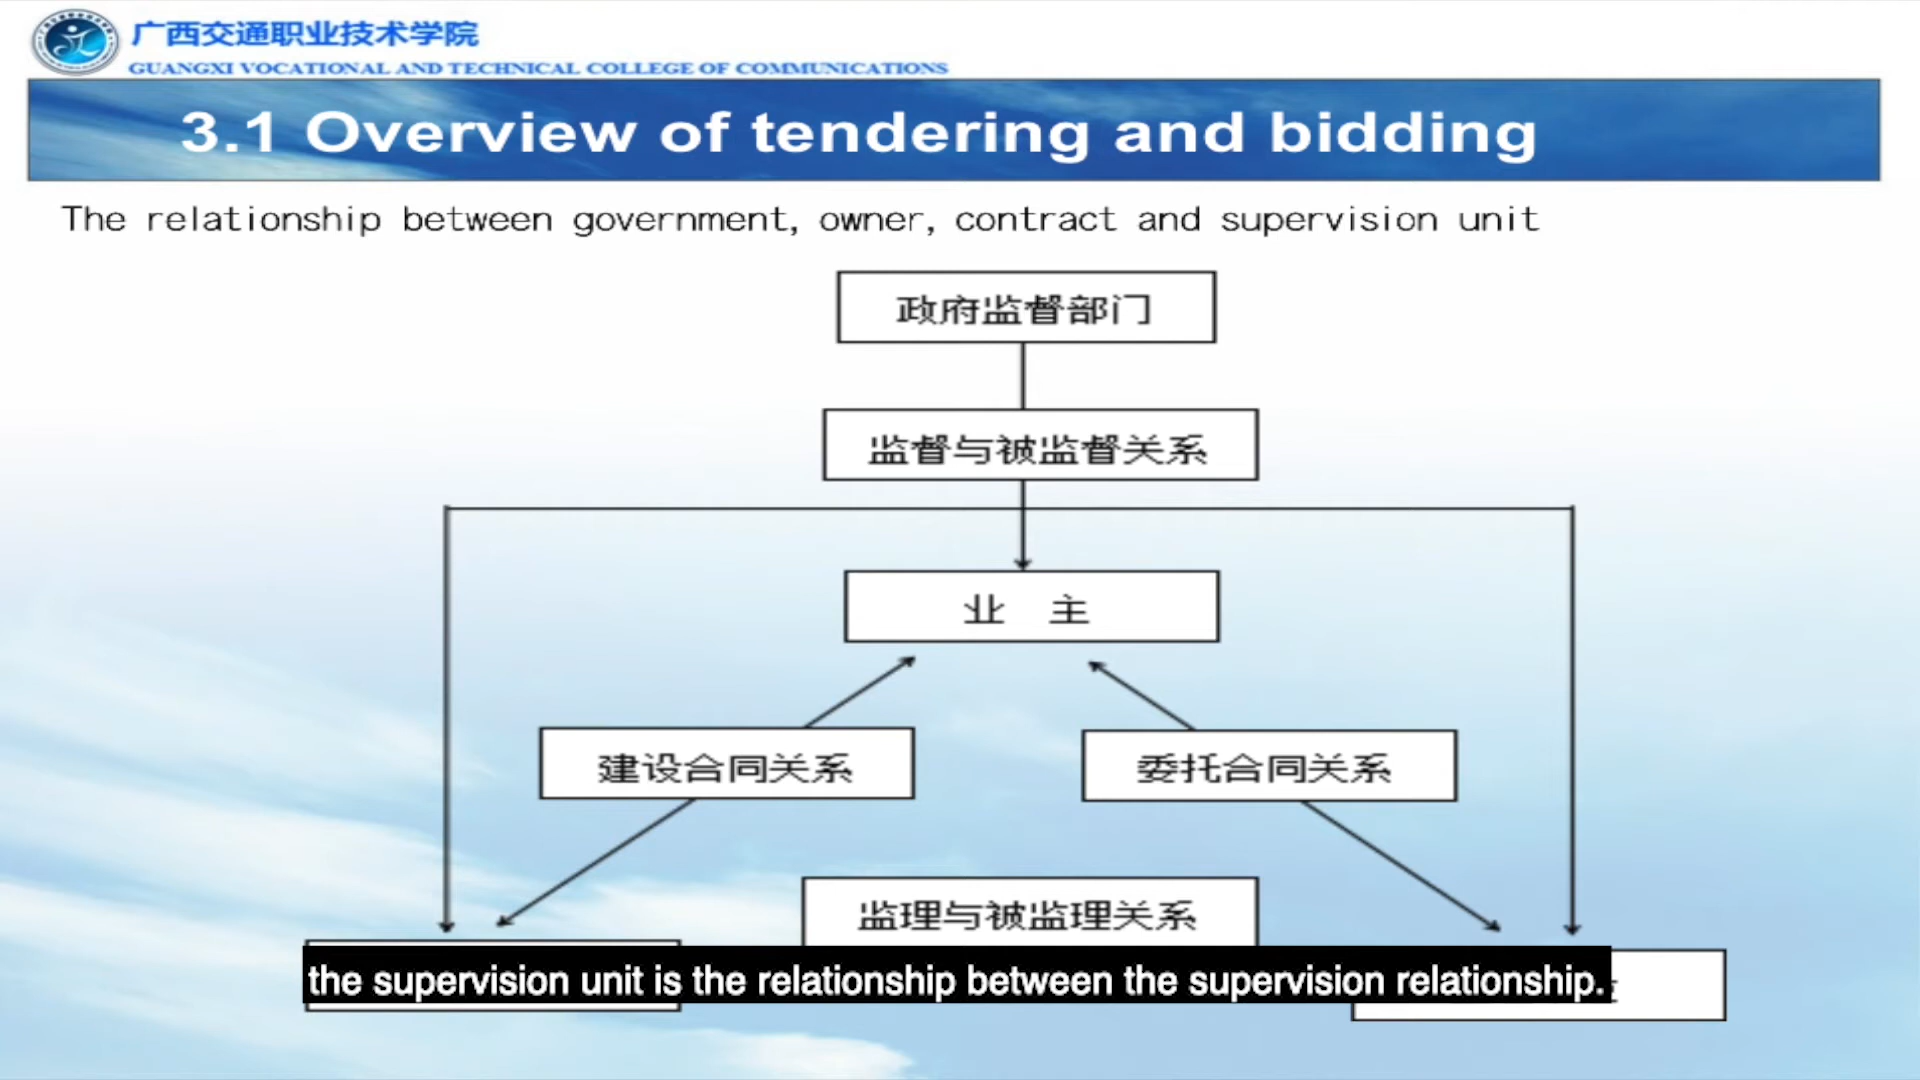 广西交通职业技术学院
GUANGXI VOCATIONAL AND TECHNICAL COLLEGE OF COMMUNICATIONS
3.1 Overview of tendering and bidding
The relationship between government, owner, contract and supervision unit
政府监督部门
监督与被监督关系
业 主
建设合同关系
委托合同关系
监理与被监理关系
the supervision unit is the relationship between the supervision relationship.